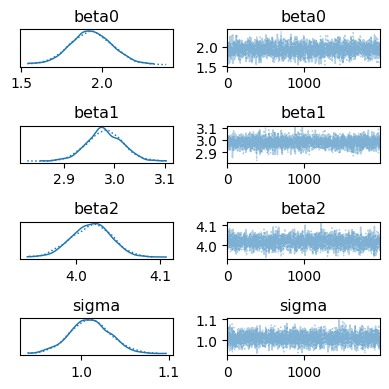 beta0 beta0
2.0
1.5
1.5 2.0 0 1000
beta1 beta1
3.1
3.0
2.9
2.9 3.0 3.1 0 1000
beta2 beta2
4.1
4.0
4.0 4.1 0 1000
sigma sigma
1.1
1.0
1.0 1.1 0 1000